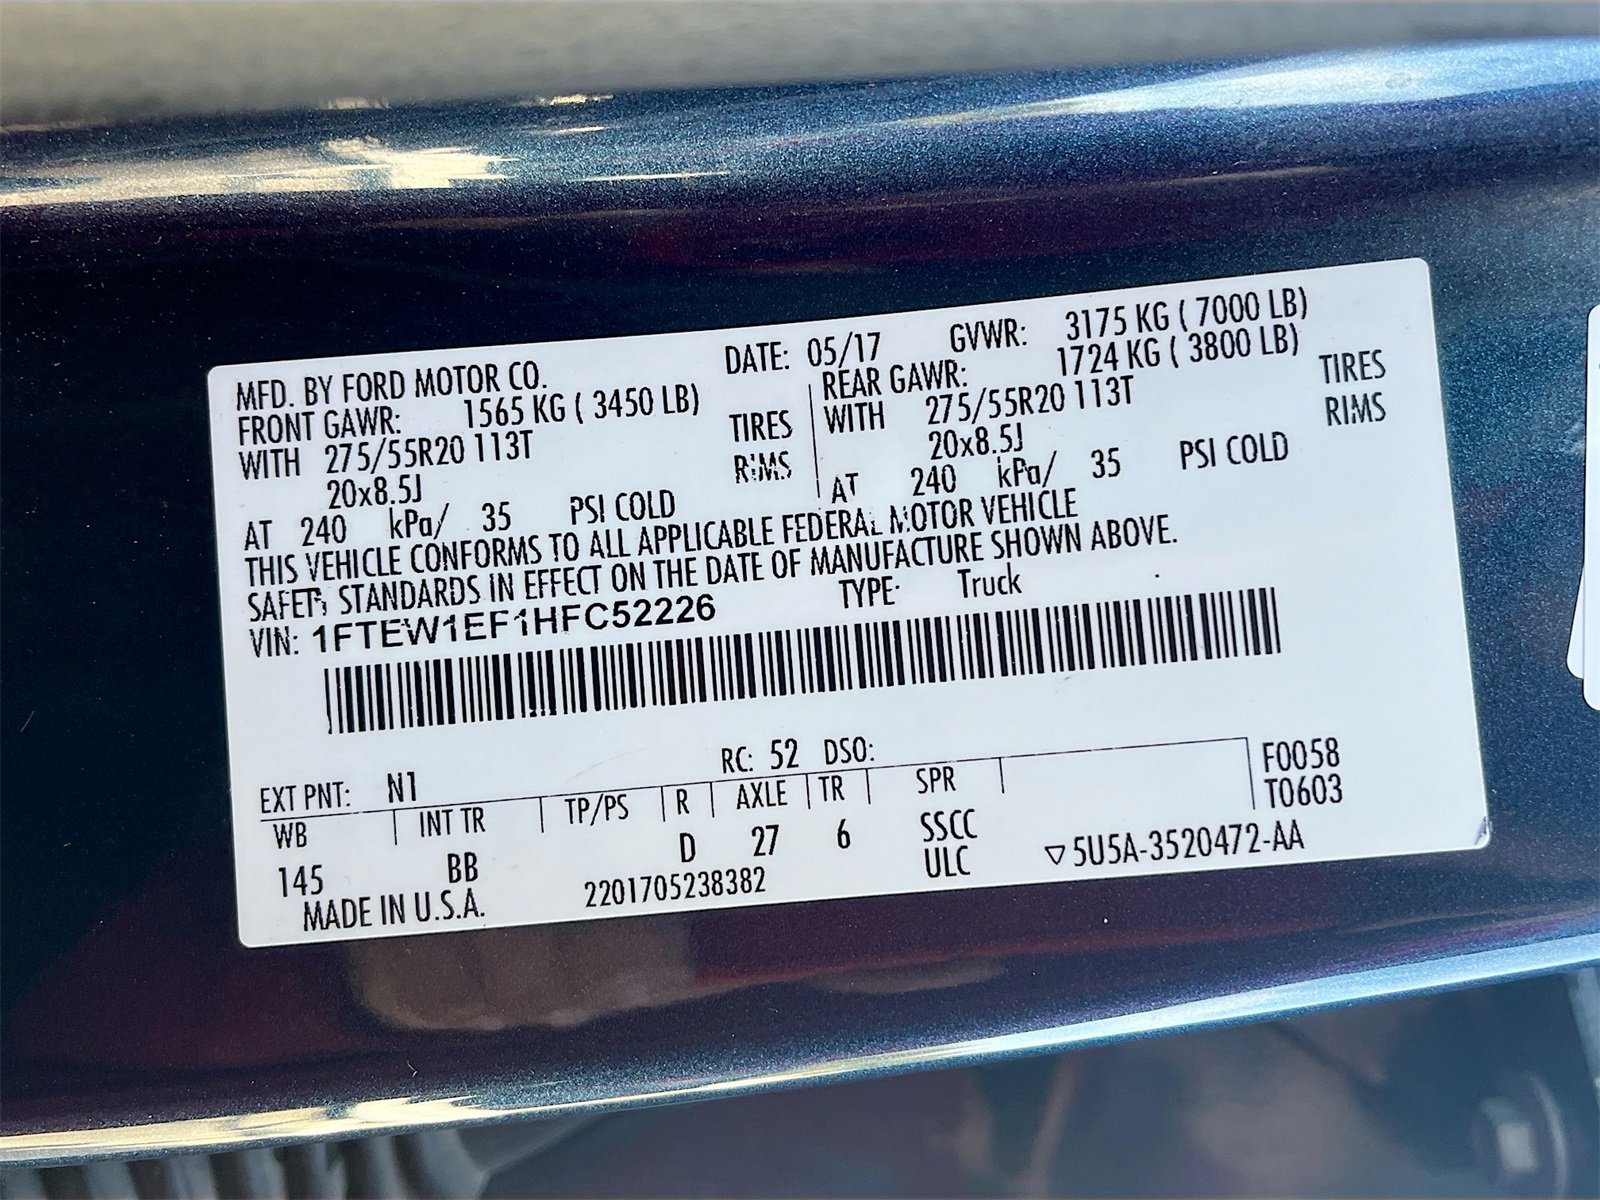 MFD. BY FORD MOTOR CO. DATE: 05/17 GVWR: 3175 KG ( 7000 LB)
FRONT GAWR: 1565 KG ( 3450 LB) REAR GAWR: 1724 KG ( 3800 LB)
WITH 275/55R20 113T TIRES WITH 275/55R20 113T TIRES
20x8.5J RIMS 20x8.5J RIMS
AT 240 kPa/ 35 PSI COLD AT 240 kPa/ 35 PSI COLD
THIS VEHICLE CONFORMS TO ALL APPLICABLE FEDERAL MOTOR VEHICLE
SAFETY STANDARDS IN EFFECT ON THE DATE OF MANUFACTURE SHOWN ABOVE.
VIN: 1FTEW1EF1HFC52226 TYPE: Truck
RC: 52 DSO:
EXT PNT: N1 F0058
WB INT TR TP/PS R AXLE TR SPR T0603
145 BB D 27 6 SSCC
ULC ▽5U5A-3520472-AA
MADE IN U.S.A. 2201705238382